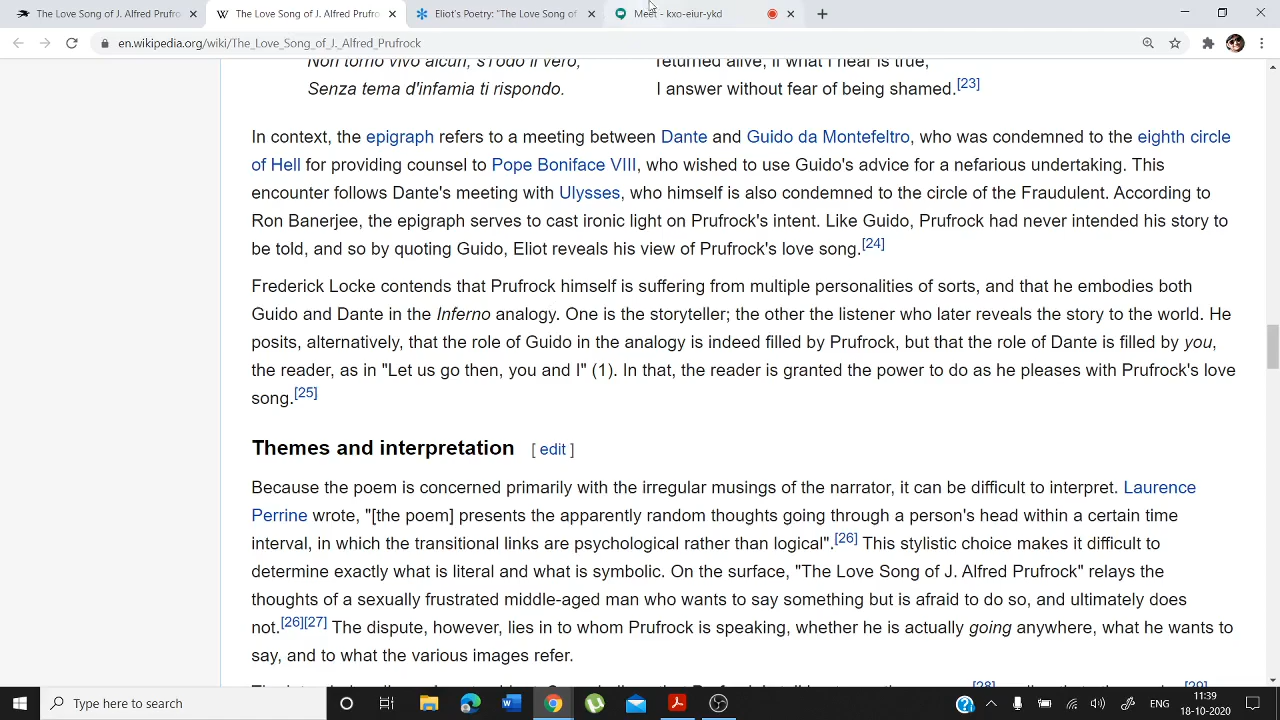 The Love Song of J. Alfred Prufro
The Love Song of J. Alfred Prufro
Eliot's Poetry: "The Love Song of
Meet - kxo-eiur-ykd
en.wikipedia.org/wiki/The_Love_Song_of_J._Alfred_Prufrock
Non torno vivo alcun, s'i'odo il vero,
returned alive, if what I hear is true,
Senza tema d'infamia ti rispondo.
I answer without fear of being shamed.[23]
In context, the epigraph refers to a meeting between Dante and Guido da Montefeltro, who was condemned to the eighth circle
of Hell for providing counsel to Pope Boniface VIII, who wished to use Guido's advice for a nefarious undertaking. This
encounter follows Dante's meeting with Ulysses, who himself is also condemned to the circle of the Fraudulent. According to
Ron Banerjee, the epigraph serves to cast ironic light on Prufrock's intent. Like Guido, Prufrock had never intended his story to
be told, and so by quoting Guido, Eliot reveals his view of Prufrock's love song.[24]
Frederick Locke contends that Prufrock himself is suffering from multiple personalities of sorts, and that he embodies both
Guido and Dante in the Inferno analogy. One is the storyteller; the other the listener who later reveals the story to the world. He
posits, alternatively, that the role of Guido in the analogy is indeed filled by Prufrock, but that the role of Dante is filled by you,
the reader, as in "Let us go then, you and I" (1). In that, the reader is granted the power to do as he pleases with Prufrock's love
song.[25]
Themes and interpretation [ edit ]
Because the poem is concerned primarily with the irregular musings of the narrator, it can be difficult to interpret. Laurence
Perrine wrote, "[the poem] presents the apparently random thoughts going through a person's head within a certain time
interval, in which the transitional links are psychological rather than logical".[26] This stylistic choice makes it difficult to
determine exactly what is literal and what is symbolic. On the surface, "The Love Song of J. Alfred Prufrock" relays the
thoughts of a sexually frustrated middle-aged man who wants to say something but is afraid to do so, and ultimately does
not.[26][27] The dispute, however, lies in to whom Prufrock is speaking, whether he is actually going anywhere, what he wants to
say, and to what the various images refer.
[28] [29]
Type here to search
ENG
11:39
18-10-2020